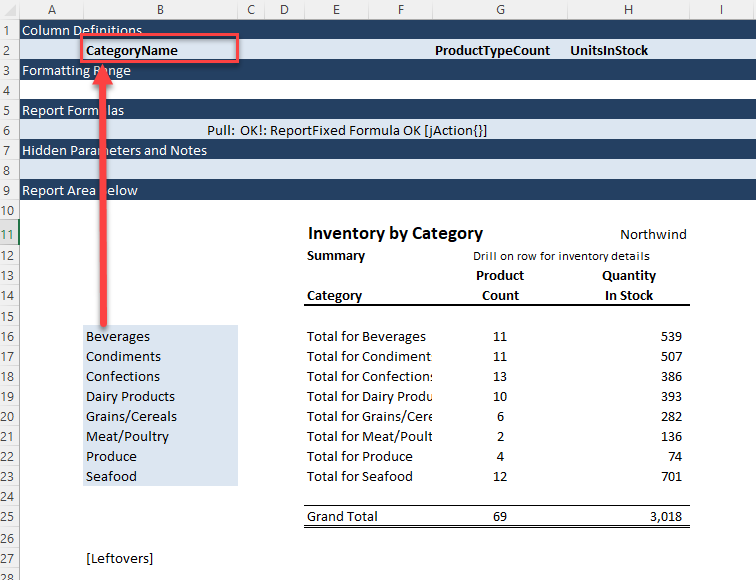 A B C D E F G H I
1 Column Definitions
2 CategoryName ProductTypeCount UnitsInStock
3 Formatting Range
4
5 Report Formulas
6 Pull: OK!: ReportFixed Formula OK [jAction{}]
7 Hidden Parameters and Notes
8
9 Report Area Below
10
11 Inventory by Category Northwind
12 Summary Drill on row for inventory details
13 Product Quantity
14 Category Count In Stock
15
16 Beverages Total for Beverages 11 539
17 Condiments Total for Condiment 11 507
18 Confections Total for Confections 13 386
19 Dairy Products Total for Dairy Produ 10 393
20 Grains/Cereals Total for Grains/Cere 6 282
21 Meat/Poultry Total for Meat/Poult 2 136
22 Produce Total for Produce 4 74
23 Seafood Total for Seafood 12 701
24
25 Grand Total 69 3,018
26
27 [Leftovers]
28